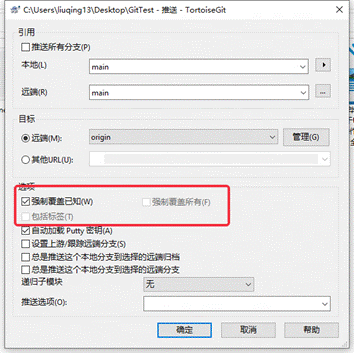 C:\Users\liuqing13\Desktop\GitTest - 推送 - TortoiseGit
引用
推送所有分支(P)
本地(L) main
远端(R) main ...
目标
远端(M): origin 管理(G)
其他URL(U):
选项
强制覆盖已知(W) 强制覆盖所有(F)
包括标签(T)
自动加载 Putty 密钥(A)
设置上游/跟踪远端分支(S)
总是推送这个本地分支到选择的远端归档
总是推送这个本地分支到选择的远端分支
递归子模块 无
推送选项(O):
确定 取消 帮助